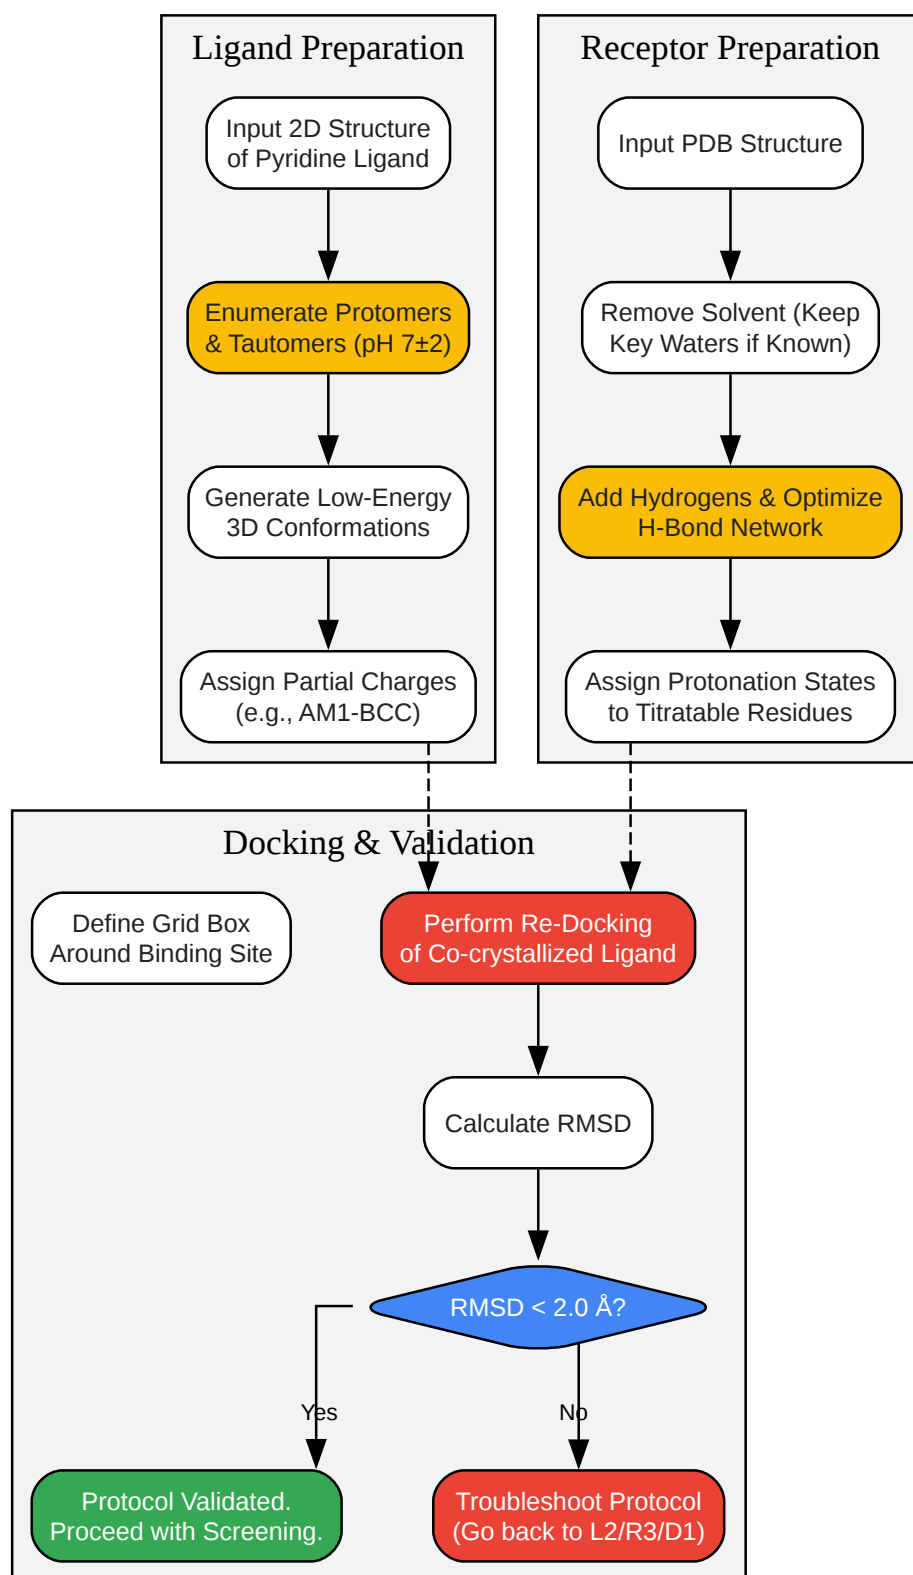 Ligand Preparation
Input 2D Structure
of Pyridine Ligand
Enumerate Protomers
& Tautomers (pH 7±2)
Generate Low-Energy
3D Conformations
Assign Partial Charges
(e.g., AM1-BCC)
Receptor Preparation
Input PDB Structure
Remove Solvent (Keep
Key Waters if Known)
Add Hydrogens & Optimize
H-Bond Network
Assign Protonation States
to Titratable Residues
Docking & Validation
Define Grid Box
Around Binding Site
Perform Re-Docking
of Co-crystallized Ligand
Calculate RMSD
RMSD < 2.0 Å?
Yes
No
Protocol Validated.
Proceed with Screening.
Troubleshoot Protocol
(Go back to L2/R3/D1)